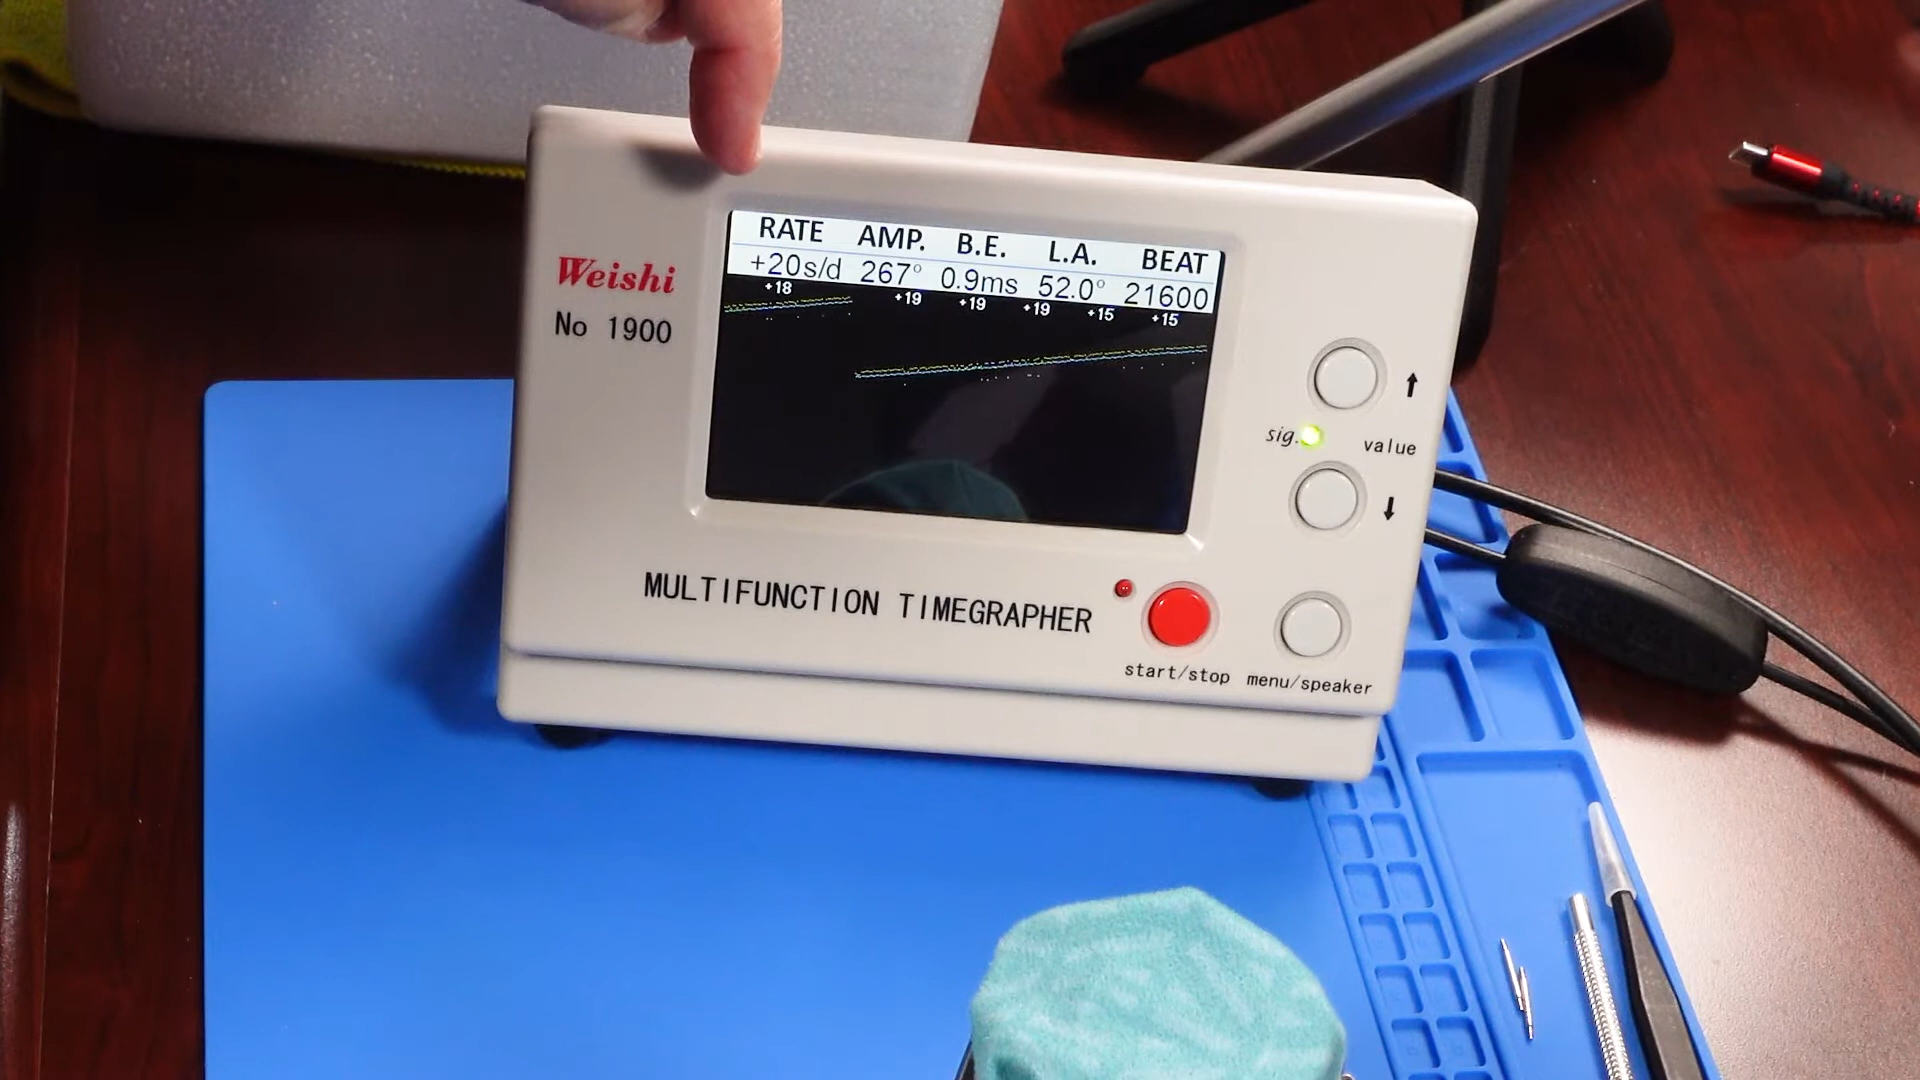 RATE AMP. B.E. L.A. BEAT
+20s/d 267° 0.9ms 52.0° 21600
+18 +19 +19 +19 +15 +15
Weishi
No 1900
sig. value
MULTIFUNCTION TIMEGRAPHER
start/stop menu/speaker